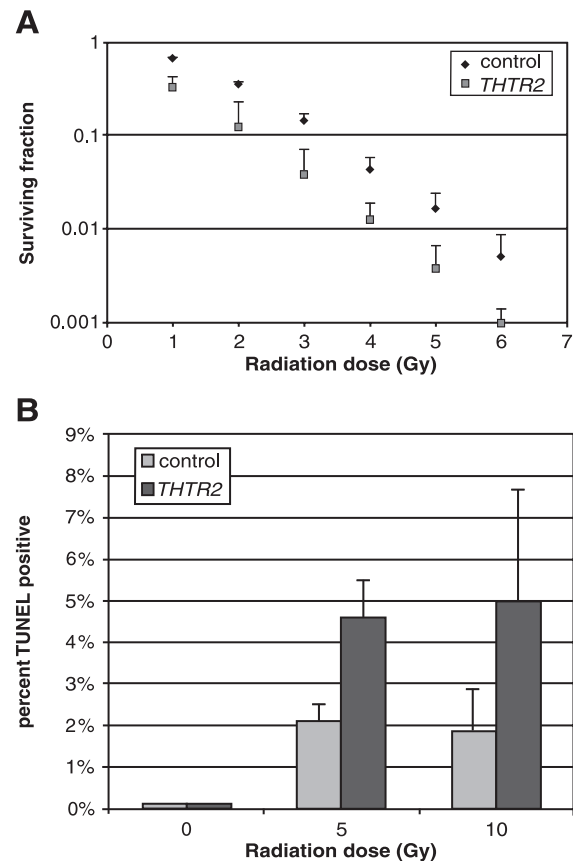 A
1
0.1
0.01
0.001
Surviving fraction
control
THTR2
0 1 2 3 4 5 6 7
Radiation dose (Gy)
B
9%
8%
7%
6%
5%
4%
3%
2%
1%
0%
percent TUNEL positive
control
THTR2
0 5 10
Radiation dose (Gy)